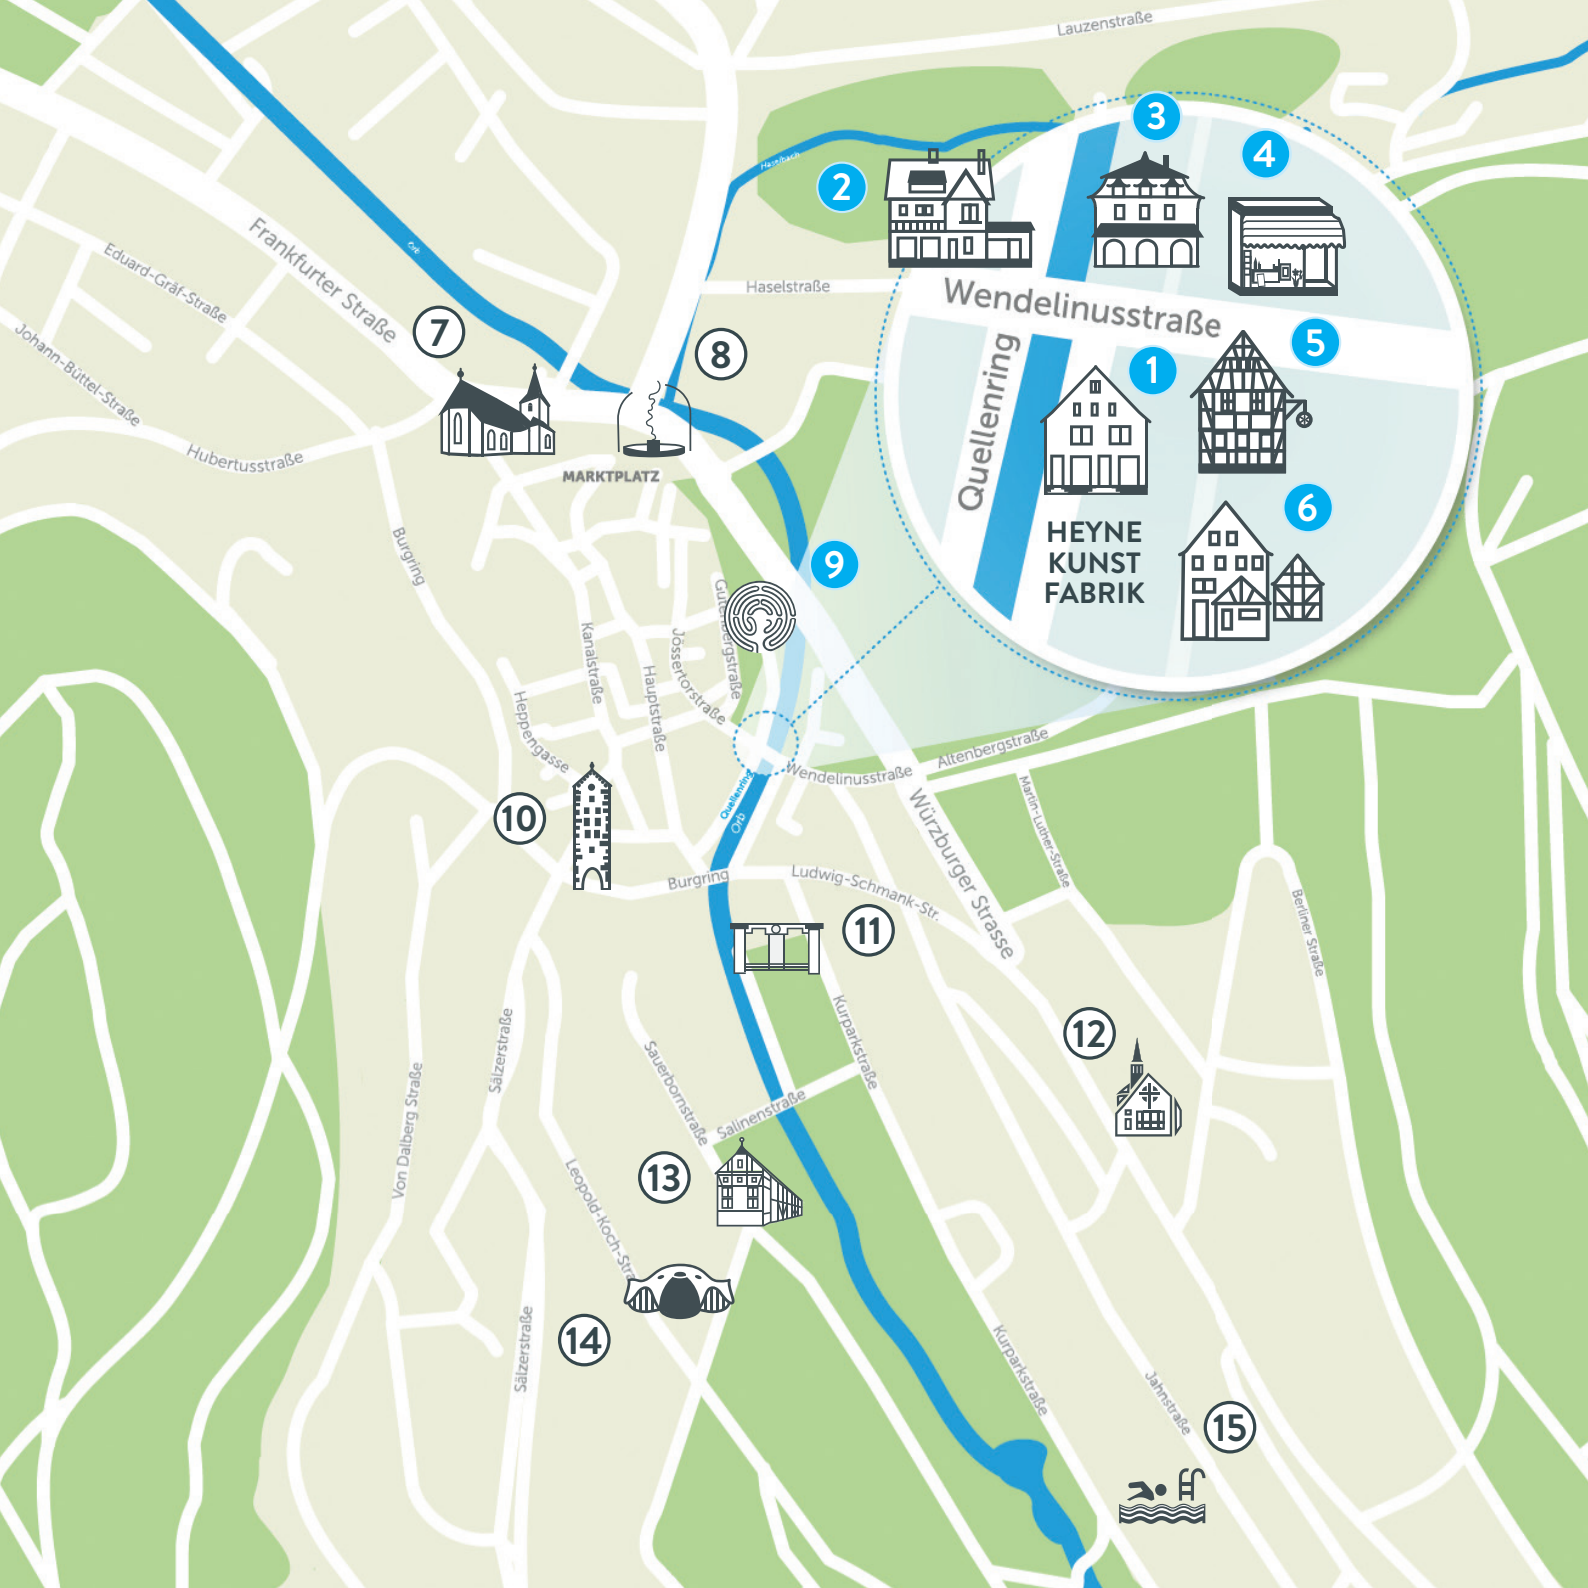 Lauzenstraße
3
4
Haselbach
2
Frankfurter Straße
Orb
Eduard-Gräf-Straße
Haselstraße
Wendelinusstraße
7
8
5
1
Johann-Büttel-Straße
Quellenring
Hubertusstraße
MARKTPLATZ
6
HEYNE
KUNST
FABRIK
Burgring
9
Gutenbergstraße
Kanalstraße
Jössertorstraße
Hauptstraße
Heppengasse
Altenbergstraße
Wendelinusstraße
Quellenring
Orb
Martin-Luther-Straße
10
Würzburger Strasse
Burgring
Ludwig-Schmank-Str.
Berliner Straße
11
Kurparkstraße
12
Sälzerstraße
Sauerbornstraße
Von Dalberg Straße
Salinenstraße
13
Leopold-Koch-Stra
14
Sälzerstraße
Kurparkstraße
Jahnstraße
15